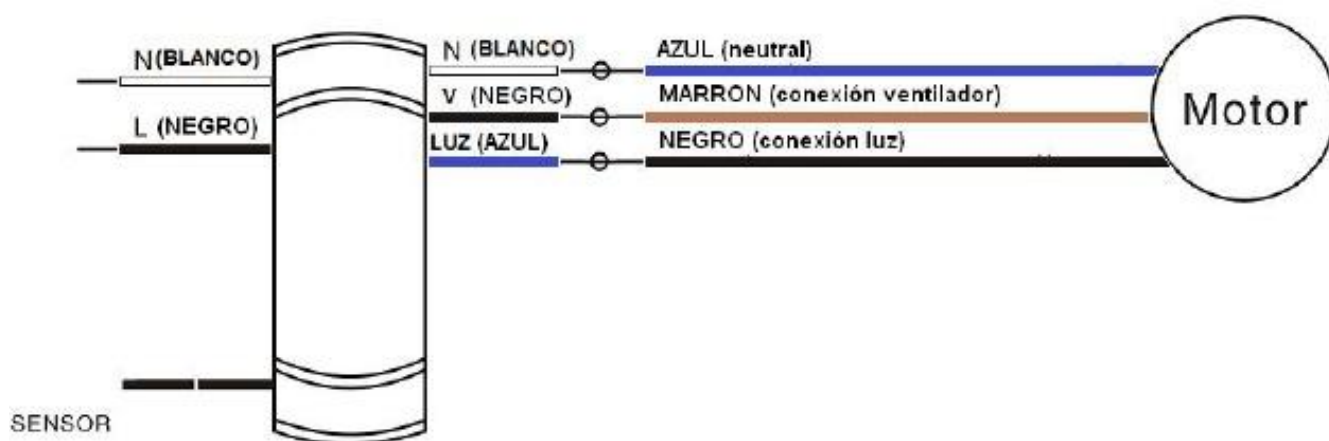 N(BLANCO)
L (NEGRO)
SENSOR
N (BLANCO)
V (NEGRO)
LUZ (AZUL)
AZUL (neutral)
MARRON (conexión ventilador)
NEGRO (conexión luz)
Motor